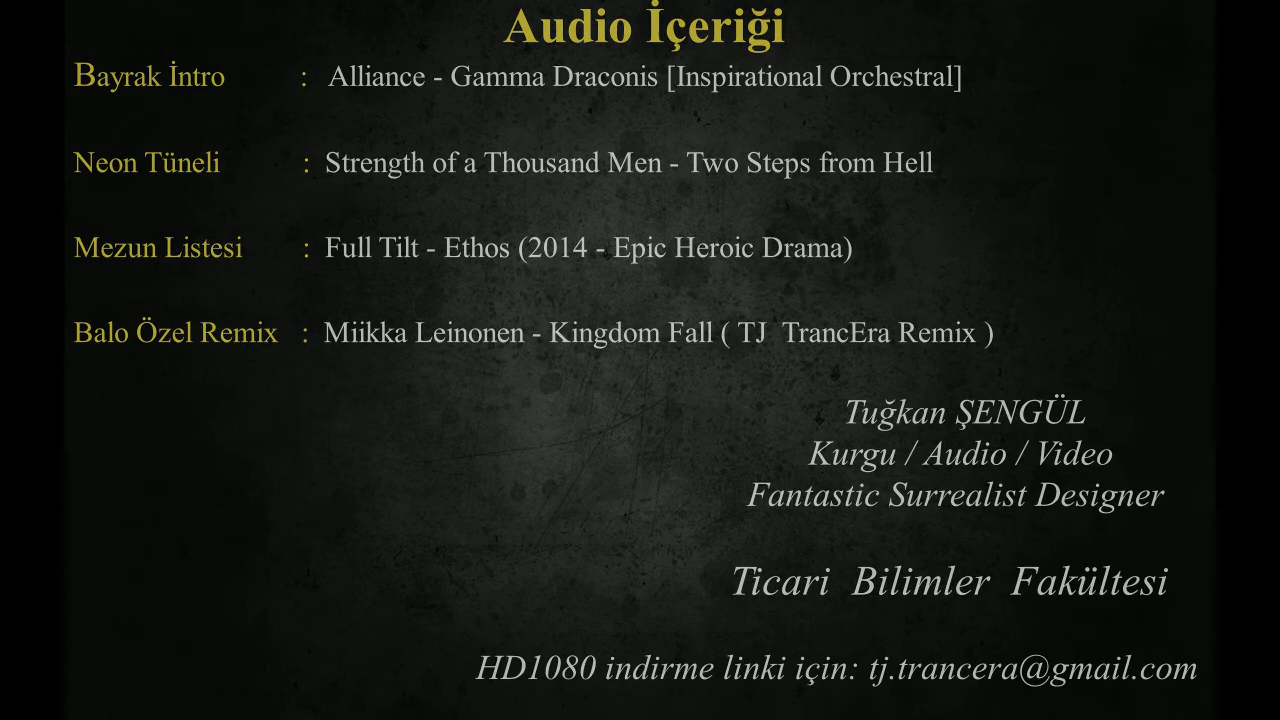 Audio İçeriği
Bayrak İntro : Alliance - Gamma Draconis [Inspirational Orchestral]
Neon Tüneli : Strength of a Thousand Men - Two Steps from Hell
Mezun Listesi : Full Tilt - Ethos (2014 - Epic Heroic Drama)
Balo Özel Remix : Miikka Leinonen - Kingdom Fall ( TJ TrancEra Remix )
Tuğkan ŞENGÜL
Kurgu / Audio / Video
Fantastic Surrealist Designer
Ticari Bilimler Fakültesi
HD1080 indirme linki için: tj.trancera@gmail.com